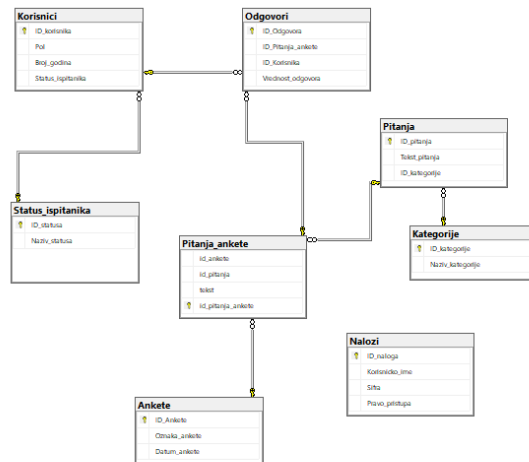 Korisnici
ID_korisnika
Pol
Broj_godina
Status_ispitanika
Odgovori
ID_Odgovora
ID_Pitanja_ankete
ID_Korisnika
Vrednost_odgovora
Pitanja
ID_pitanja
Tekst_pitanja
ID_kategorije
Status_ispitanika
ID_statusa
Naziv_statusa
Pitanja_ankete
id_ankete
id_pitanja
tekst
id_pitanja_ankete
Kategorije
ID_kategorije
Naziv_kategorije
Nalozi
ID_naloga
Korisnicko_ime
Sifra
Pravo_pristupa
Ankete
ID_Ankete
Oznaka_ankete
Datum_ankete